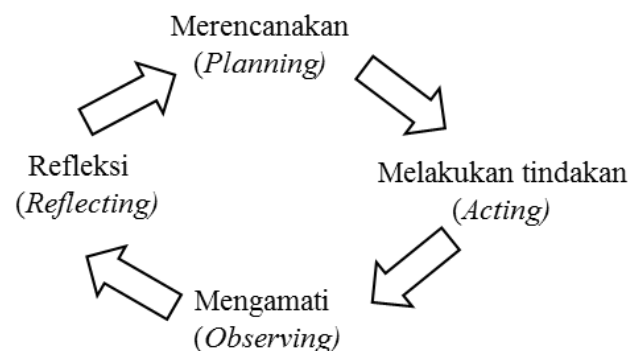 Merencanakan
(Planning)
Melakukan tindakan
(Acting)
Mengamati
(Observing)
Refleksi
(Reflecting)